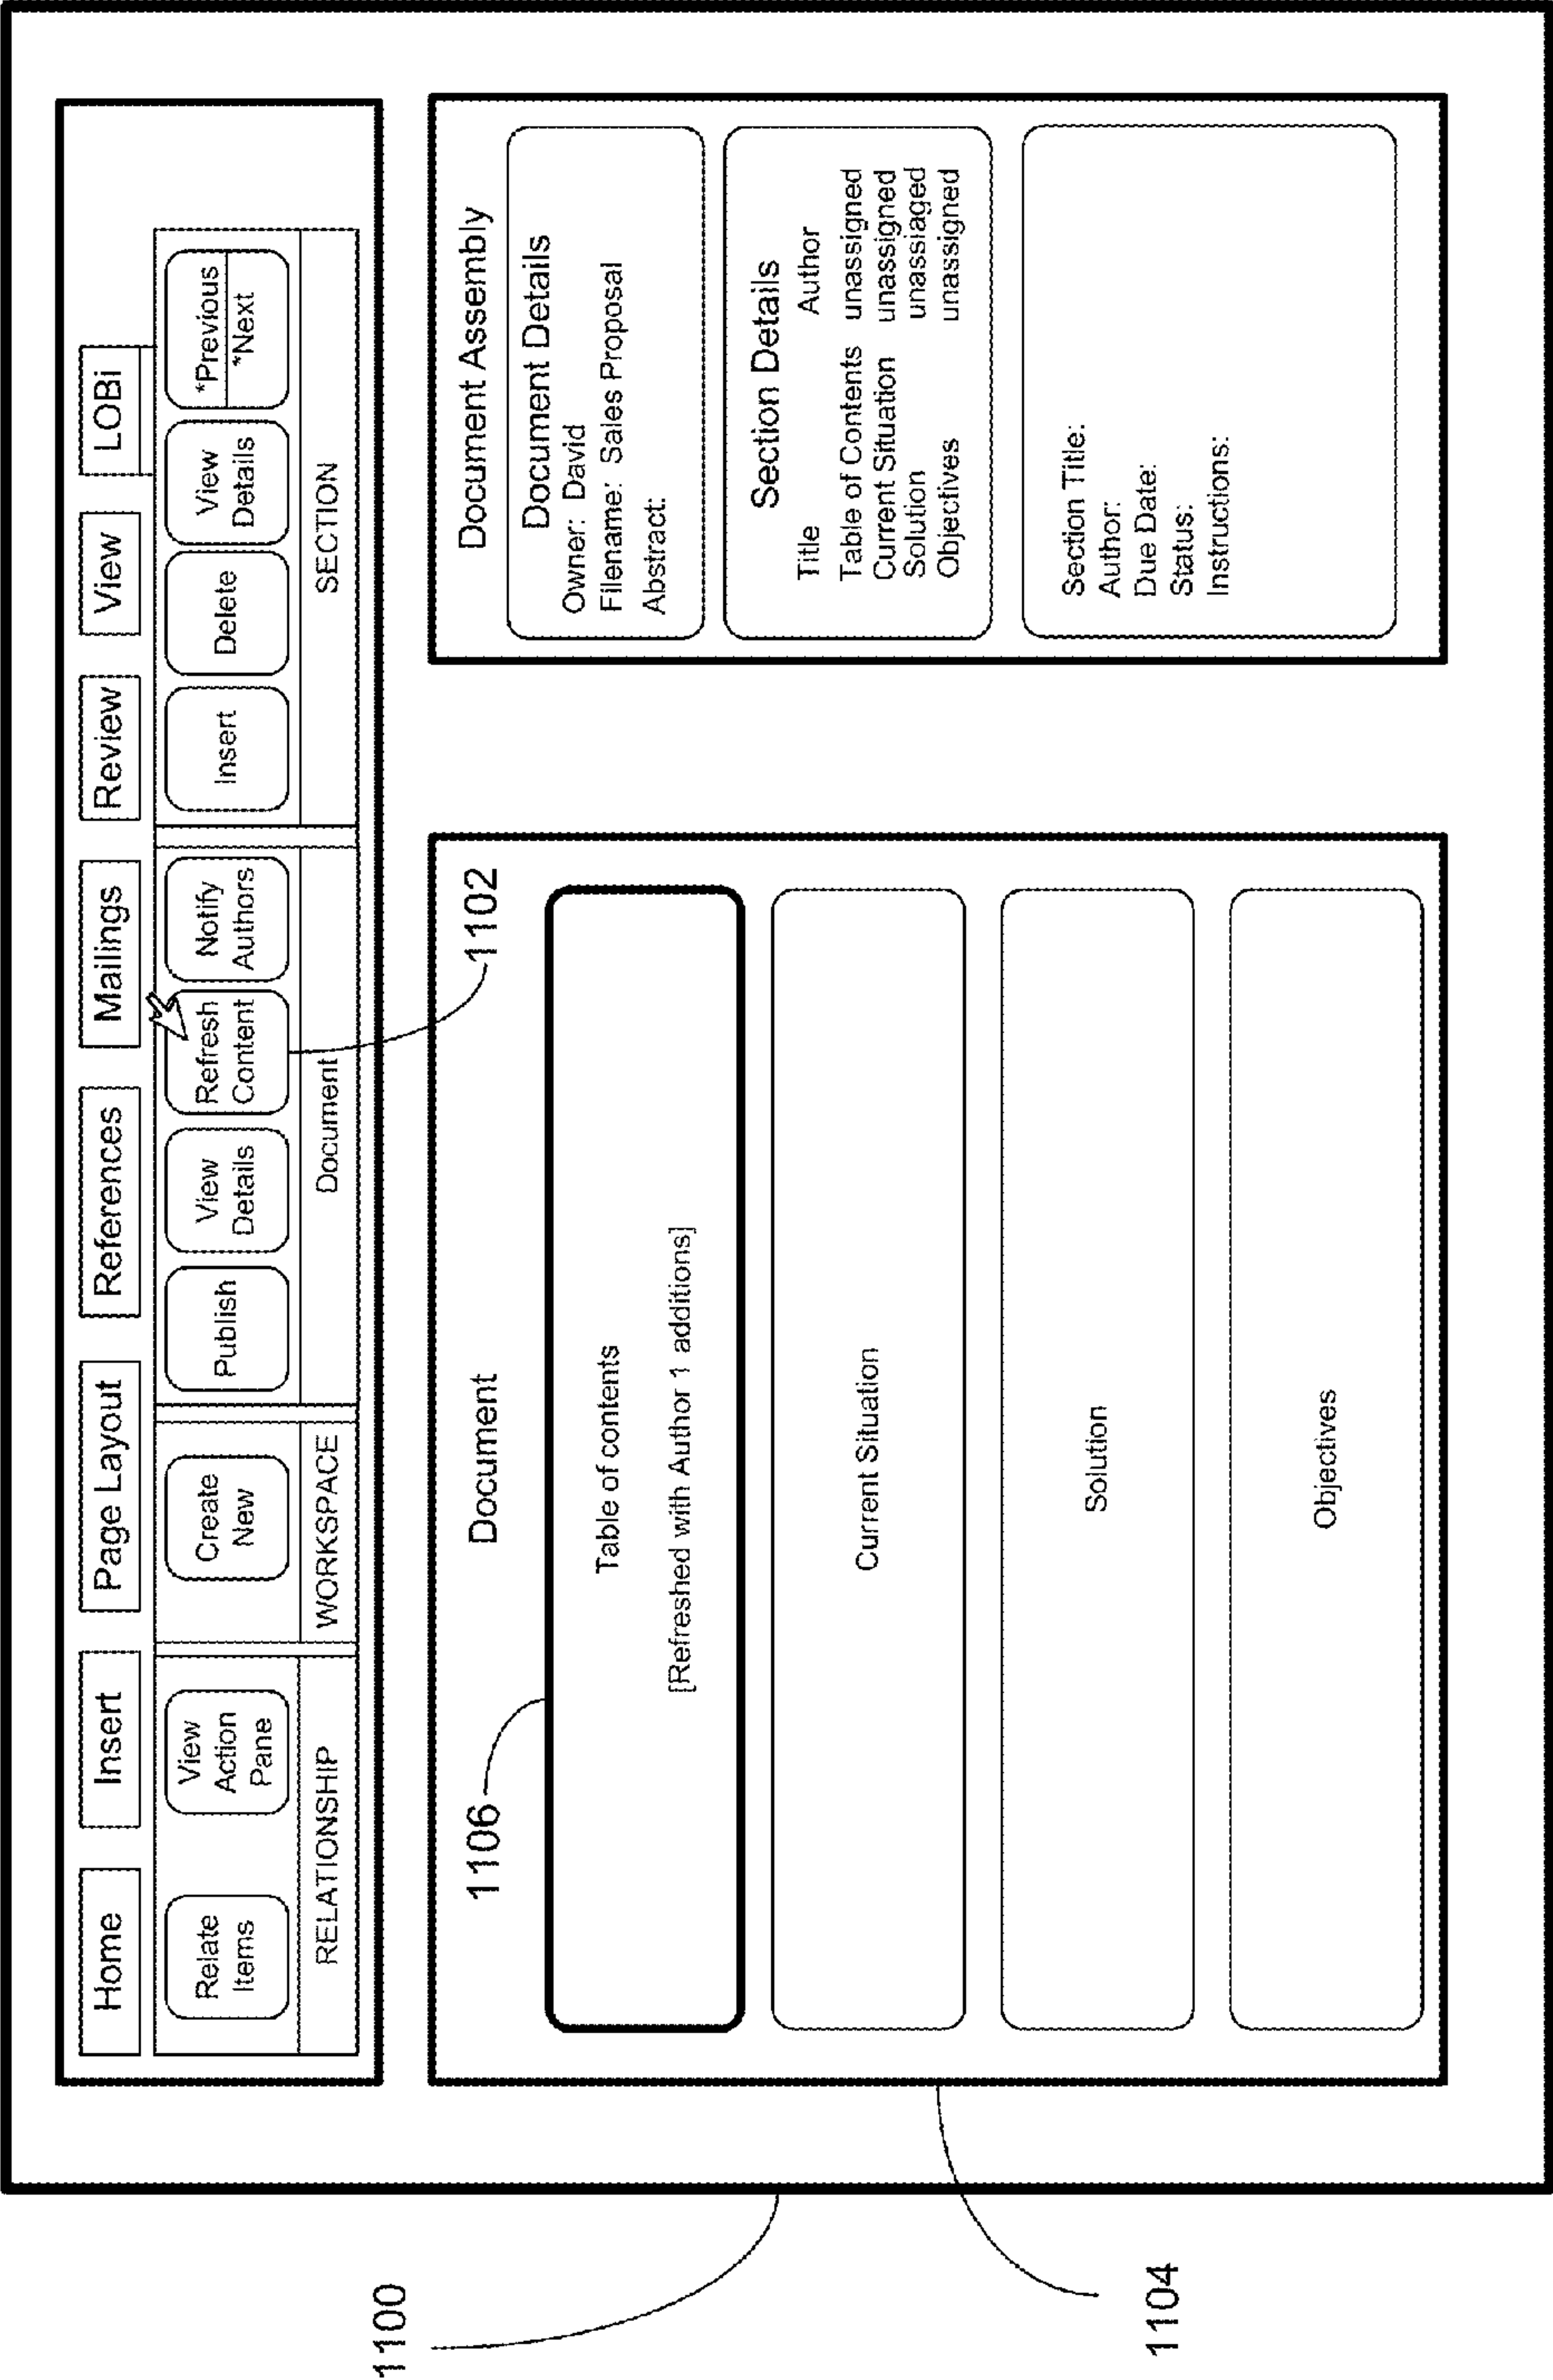 Home
Insert
Page Layout
References
Mailings
Review
View
LOBi
Relate
Items
View
Action
Pane
RELATIONSHIP
Create
New
WORKSPACE
Publish
View
Details
Refresh
Content
Notify
Authors
Document
Insert
Delete
View
Details
*Previous
*Next
SECTION
1106
Document
1102
Table of contents
[Refreshed with Author 1 additions]
Current Situation
Solution
Objectives
Document Assembly
Document Details
Owner: David
Filename: Sales Proposal
Abstract:
Section Details
Title Author
Table of Contents unassigned
Current Situation unassigned
Solution unassiaged
Objectives unassigned
Section Title:
Author:
Due Date:
Status:
Instructions:
1100
1104